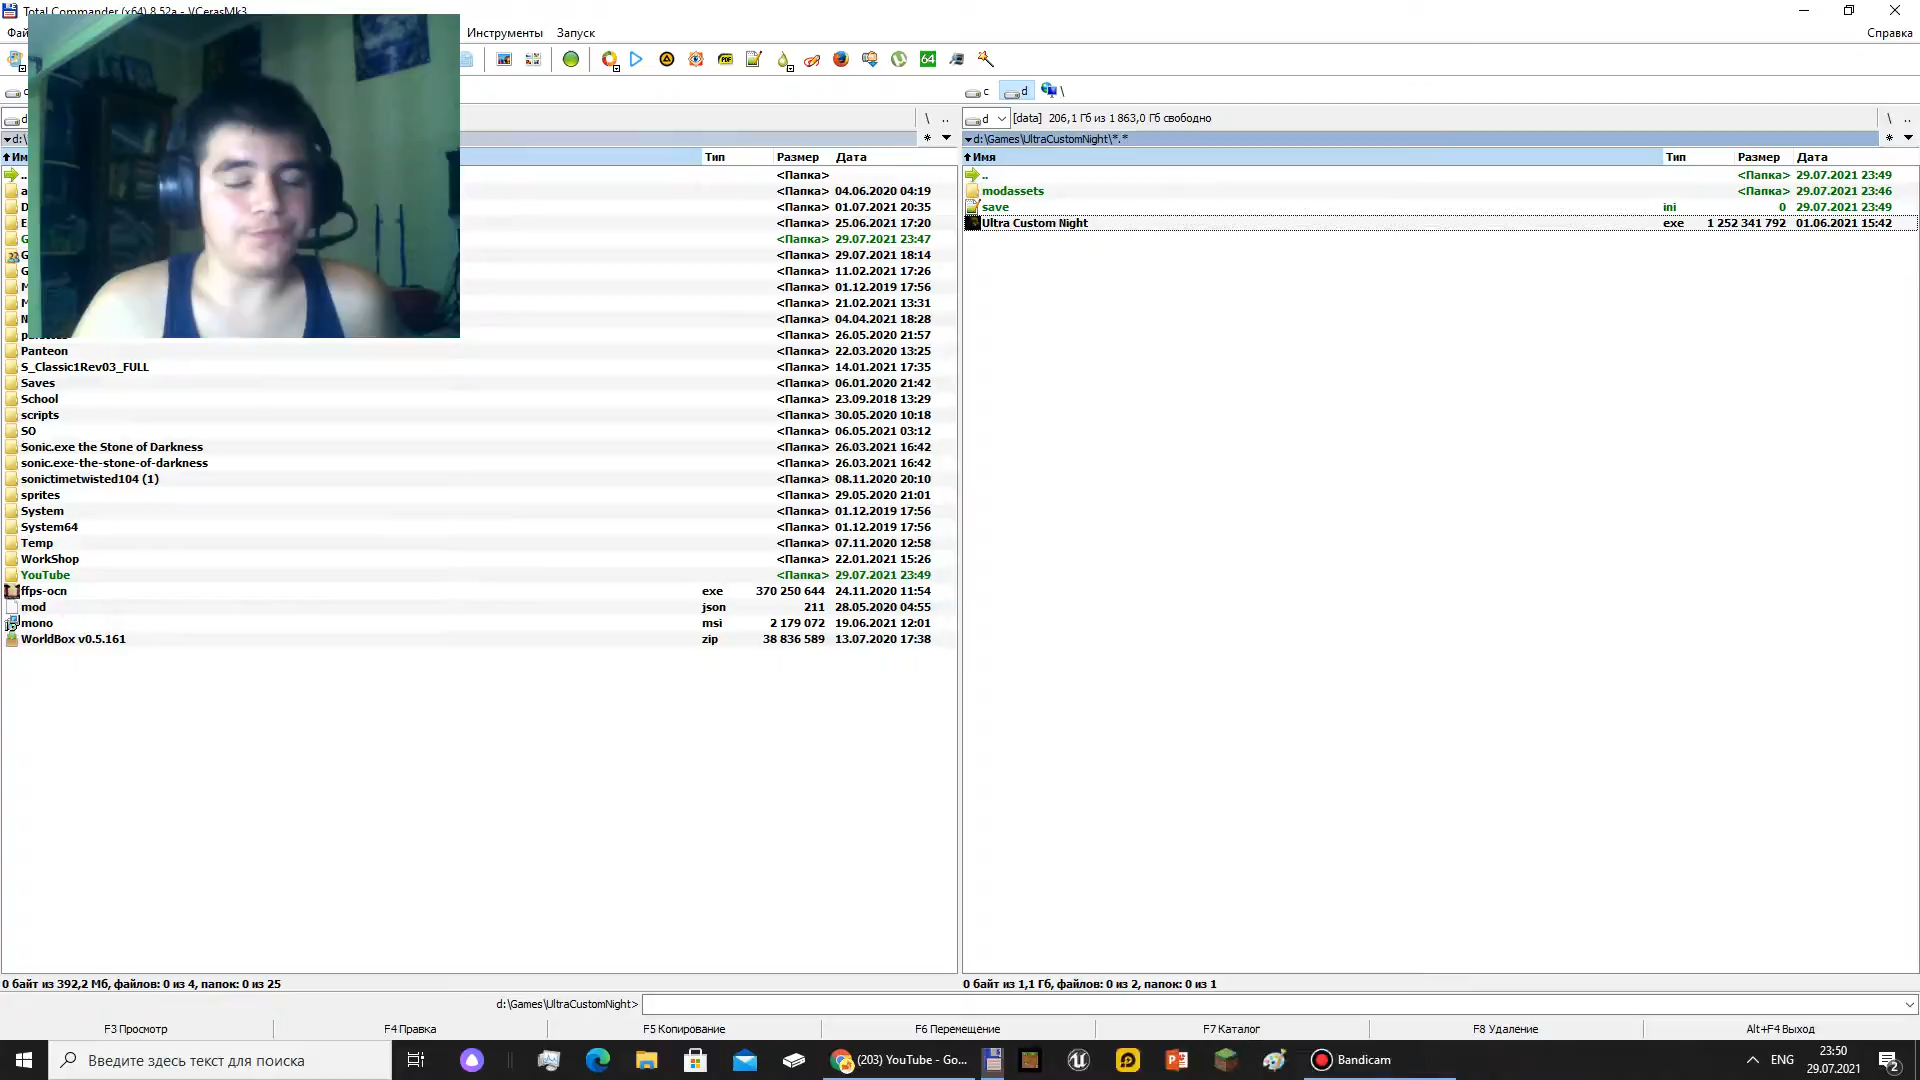 Total Commander (x64) 8.52a - VCerasMk3
Инструменты Запуск
Справка
c d \
d [data] 206,1 Гб из 1 863,0 Гб свободно \ ..
d:\ * d:\Games\UltraCustomNight\*.* *
Тип Размер Дата Имя Тип Размер Дата
.. <Папка> .. <Папка> 29.07.2021 23:49
<Папка> 04.06.2020 04:19 modassets <Папка> 29.07.2021 23:46
<Папка> 01.07.2021 20:35 save ini 0 29.07.2021 23:49
<Папка> 25.06.2021 17:20 Ultra Custom Night exe 1 252 341 792 01.06.2021 15:42
<Папка> 29.07.2021 23:47
<Папка> 29.07.2021 18:14
<Папка> 11.02.2021 17:26
<Папка> 01.12.2019 17:56
<Папка> 21.02.2021 13:31
<Папка> 04.04.2021 18:28
<Папка> 26.05.2020 21:57
Panteon <Папка> 22.03.2020 13:25
S_Classic1Rev03_FULL <Папка> 14.01.2021 17:35
Saves <Папка> 06.01.2020 21:42
School <Папка> 23.09.2018 13:29
scripts <Папка> 30.05.2020 10:18
SO <Папка> 06.05.2021 03:12
Sonic.exe the Stone of Darkness <Папка> 26.03.2021 16:42
sonic.exe-the-stone-of-darkness <Папка> 26.03.2021 16:42
sonictimetwisted104 (1) <Папка> 08.11.2020 20:10
sprites <Папка> 29.05.2020 21:01
System <Папка> 01.12.2019 17:56
System64 <Папка> 01.12.2019 17:56
Temp <Папка> 07.11.2020 12:58
WorkShop <Папка> 22.01.2021 15:26
YouTube <Папка> 29.07.2021 23:49
ffps-ocn exe 370 250 644 24.11.2020 11:54
mod json 211 28.05.2020 04:55
mono msi 2 179 072 19.06.2021 12:01
WorldBox v0.5.161 zip 38 836 589 13.07.2020 17:38
0 байт из 392,2 Мб, файлов: 0 из 4, папок: 0 из 25 0 байт из 1,1 Гб, файлов: 0 из 2, папок: 0 из 1
d:\Games\UltraCustomNight>
F3 Просмотр F4 Правка F5 Копирование F6 Перемещение F7 Каталог F8 Удаление Alt+F4 Выход
Введите здесь текст для поиска (203) YouTube - Go... Bandicam ENG 23:50
29.07.2021 2